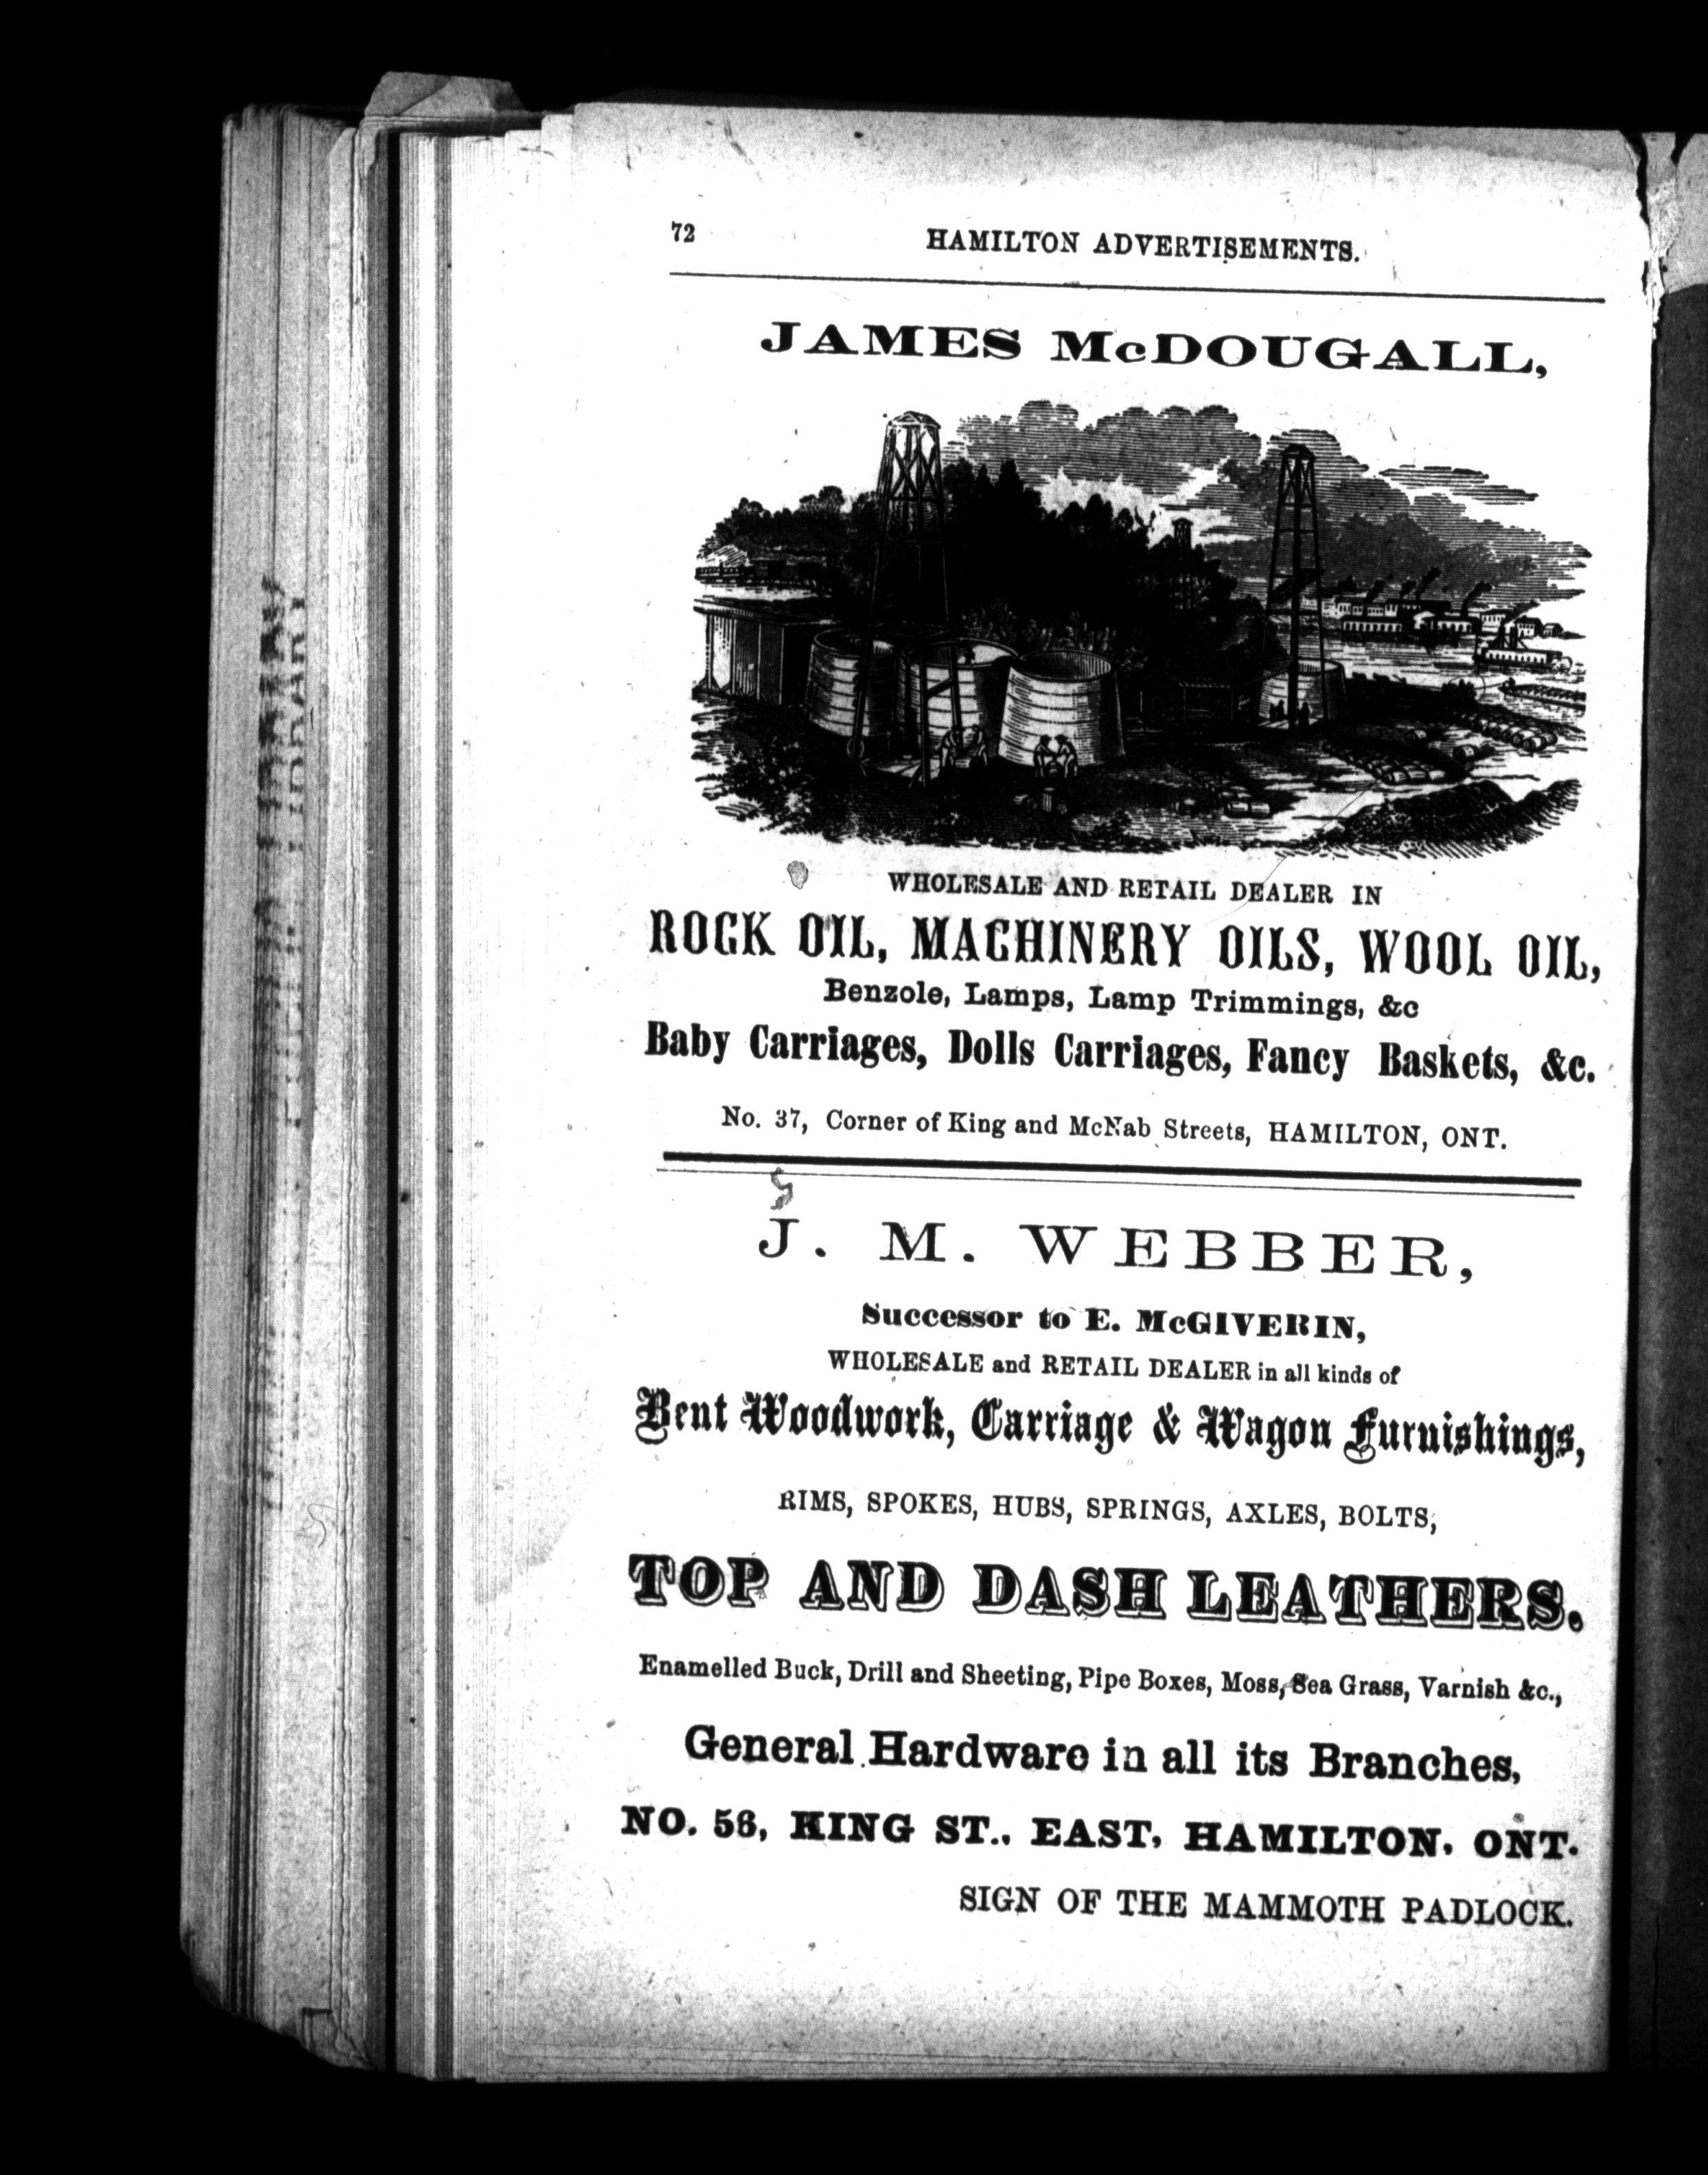 72 HAMILTON ADVERTISEMENTS.
JAMES McDOUGALL,
WHOLESALE AND RETAIL DEALER IN
ROCK OIL, MACHINERY OILS, WOOL OIL,
Benzole, Lamps, Lamp Trimmings, &c
Baby Carriages, Dolls Carriages, Fancy Baskets, &c.
No. 37, Corner of King and McNab Streets, HAMILTON, ONT.
J. M. WEBBER,
Successor to E. McGIVERIN,
WHOLESALE and RETAIL DEALER in all kinds of
Bent Woodwork, Carriage & Wagon Furnishings,
RIMS, SPOKES, HUBS, SPRINGS, AXLES, BOLTS,
TOP AND DASH LEATHERS.
Enamelled Buck, Drill and Sheeting, Pipe Boxes, Moss, Sea Grass, Varnish &c.,
General Hardware in all its Branches,
NO. KING ST., EAST, HAMILTON. ONT.
SIGN OF THE MAMMOTH PADLOCK.